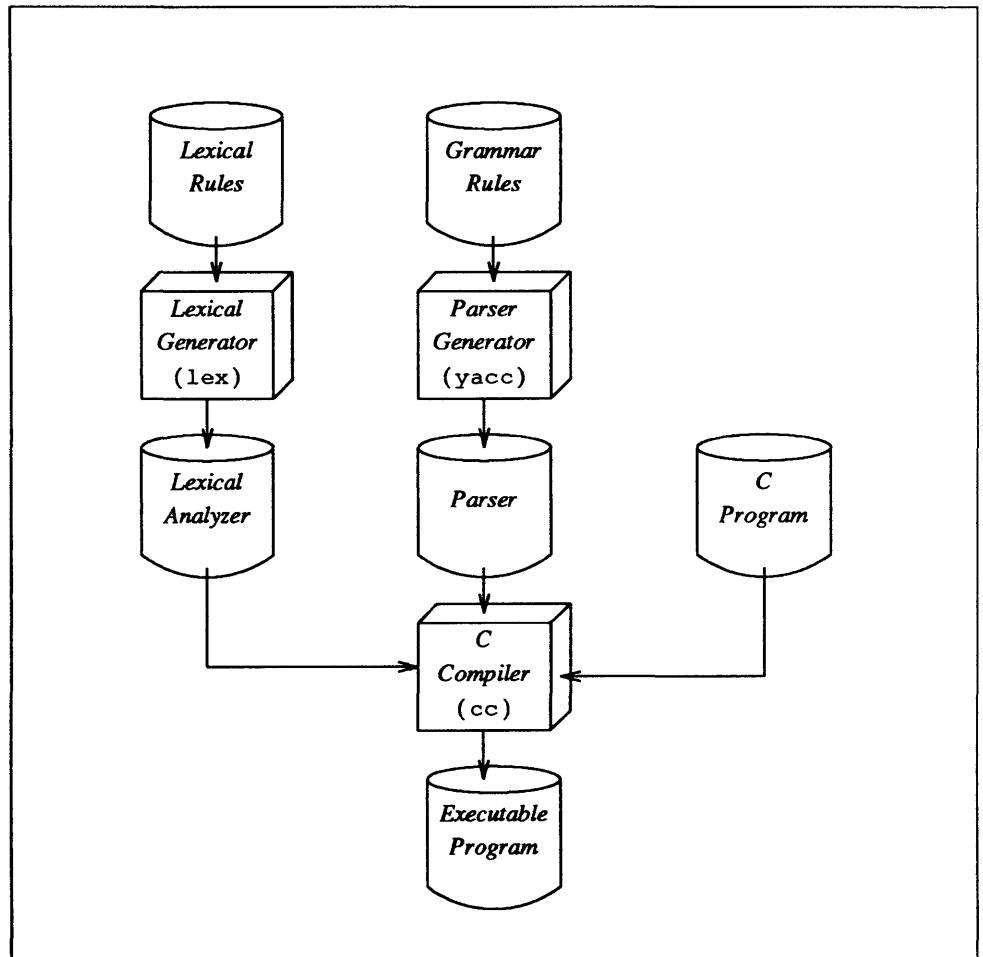 Lexical
Rules
Grammar
Rules
Lexical
Generator
(lex)
Parser
Generator
(yacc)
Lexical
Analyzer
Parser
C
Program
C
Compiler
(cc)
Executable
Program